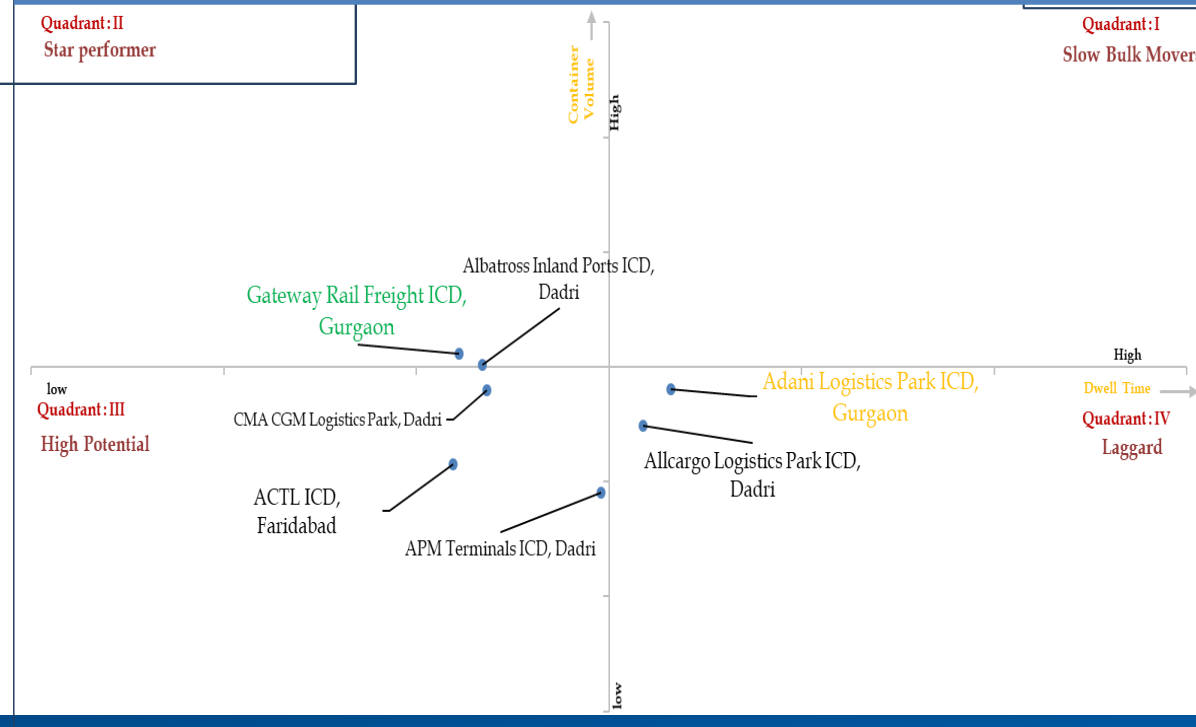 Quadrant: II
Star performer
Quadrant: I
Slow Bulk Movers
Container
Volume
High
Albatross Inland Ports ICD,
Dadri
Gateway Rail Freight ICD,
Gurgaon
High
low
Dwell Time
Quadrant: III
High Potential
CMA CGM Logistics Park, Dadri
Adani Logistics Park ICD,
Gurgaon
Quadrant: IV
Laggard
Allcargo Logistics Park ICD,
Dadri
ACTL ICD,
Faridabad
APM Terminals ICD, Dadri
low